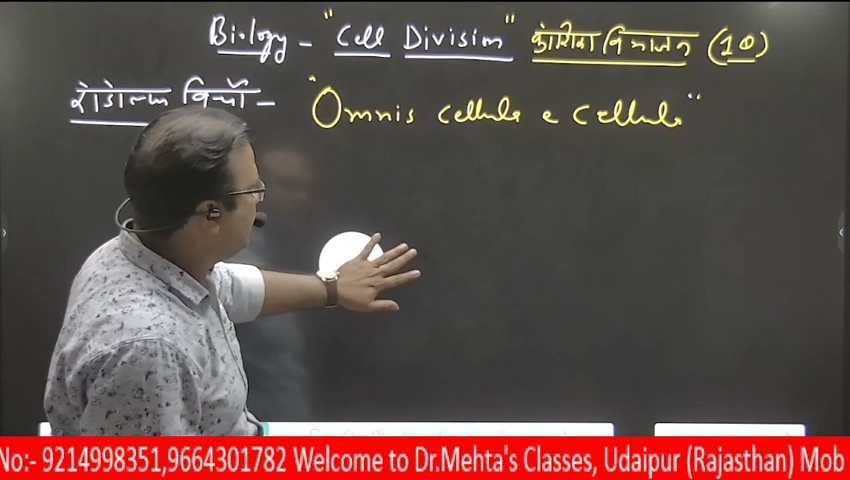 Biology - "Cell Division" कोशिका विभाजन (10)
रोडोल्फ विर्चो - "Omnis cellula e cellula"
No:- 9214998351,9664301782 Welcome to Dr.Mehta's Classes, Udaipur (Rajasthan) Mob